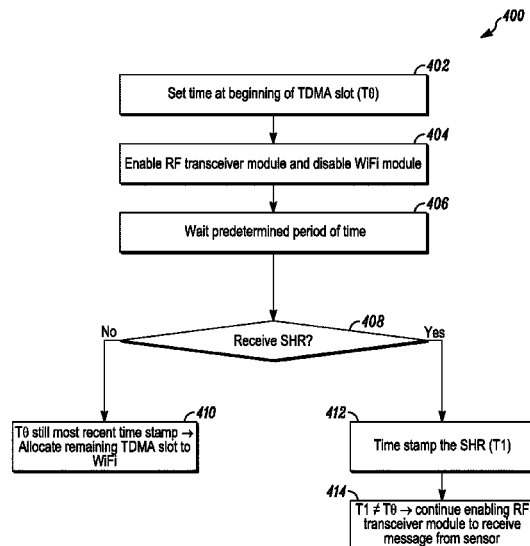 400
402
Set time at beginning of TDMA slot (Tθ)
404
Enable RF transceiver module and disable WiFi module
406
Wait predetermined period of time
408
No
Receive SHR?
Yes
410
Tθ still most recent time stamp →
Allocate remaining TDMA slot to
WiFi
412
Time stamp the SHR (T1)
414
T1 ≠ Tθ → continue enabling RF
transceiver module to receive
message from sensor